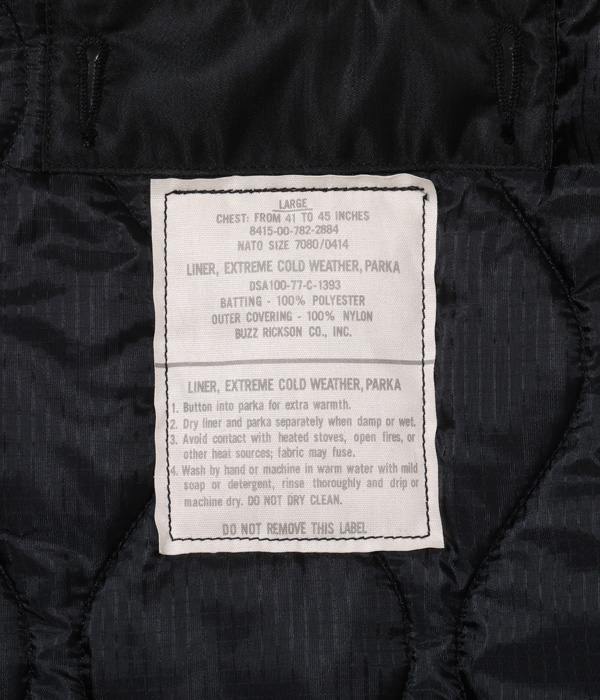 LARGE
CHEST: FROM 41 TO 45 INCHES
8415-00-782-2884
NATO SIZE 7080/0414
LINER, EXTREME COLD WEATHER, PARKA
DSA100-77-C-1393
BATTING - 100% POLYESTER
OUTER COVERING - 100% NYLON
BUZZ RICKSON CO., INC.
LINER, EXTREME COLD WEATHER, PARKA
1. Button into parka for extra warmth.
2. Dry liner and parka separately when damp or wet.
3. Avoid contact with heated stoves, open fires, or
other heat sources; fabric may fuse.
4. Wash by hand or machine in warm water with mild
soap or detergent, rinse thoroughly and drip or
machine dry. DO NOT DRY CLEAN.
DO NOT REMOVE THIS LABEL